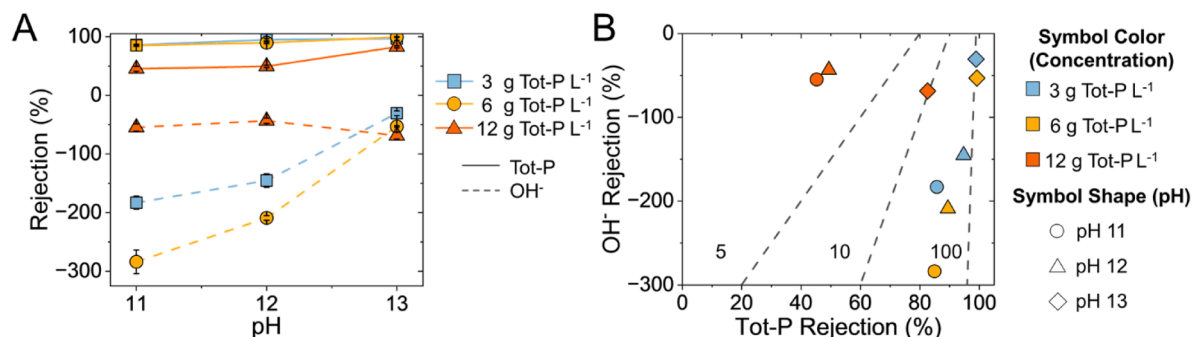 A
Rejection (%)
100
0
−100
−200
−300
11
12
13
pH
3 g Tot-P L⁻¹
6 g Tot-P L⁻¹
12 g Tot-P L⁻¹
Tot-P
OH⁻
B
OH⁻ Rejection (%)
0
−100
−200
−300
5
10
100
0
20
40
60
80
100
Tot-P Rejection (%)
Symbol Color
(Concentration)
3 g Tot-P L⁻¹
6 g Tot-P L⁻¹
12 g Tot-P L⁻¹
Symbol Shape (pH)
pH 11
pH 12
pH 13